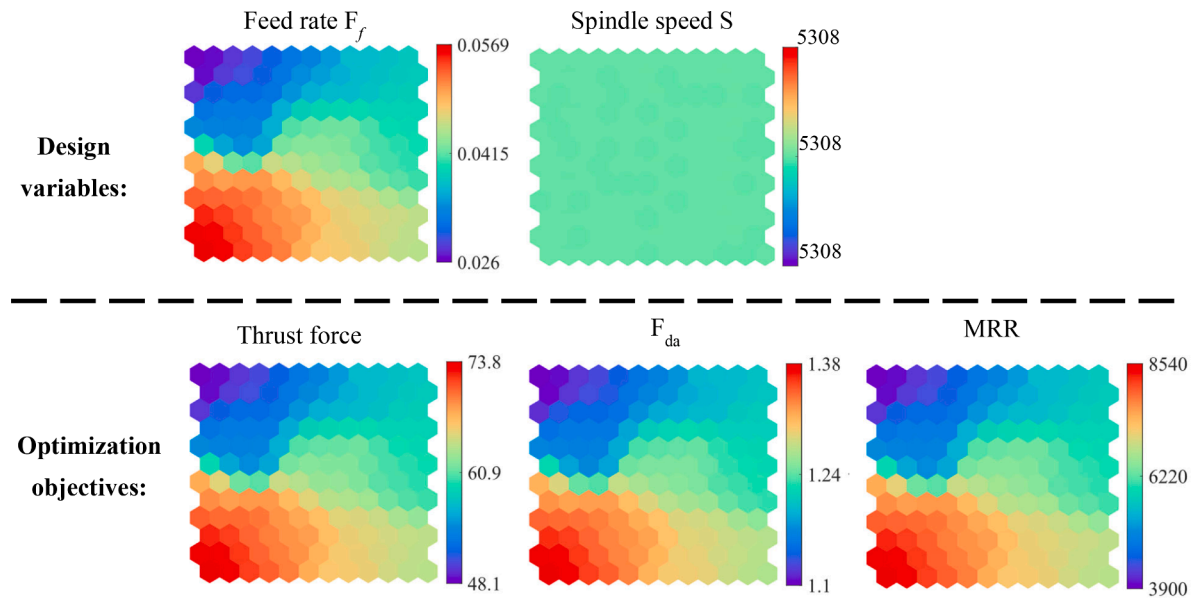 Feed rate F_f
Spindle speed S
0.0569
0.0415
0.026
5308
5308
5308
Design
variables:
Thrust force
F_da
MRR
73.8
60.9
48.1
1.38
1.24
1.1
8540
6220
3900
Optimization
objectives: